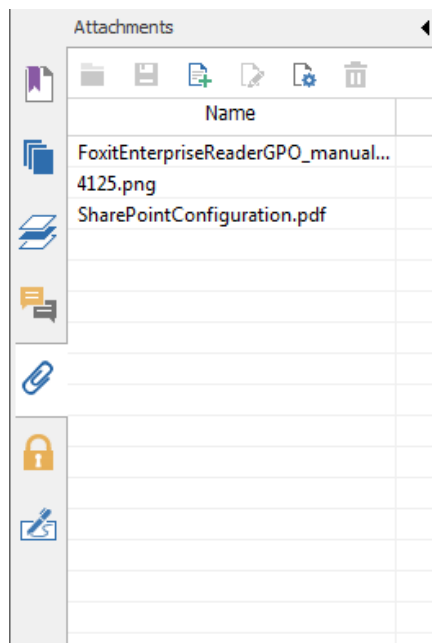 Attachments
Name
FoxitEnterpriseReaderGPO_manual...
4125.png
SharePointConfiguration.pdf